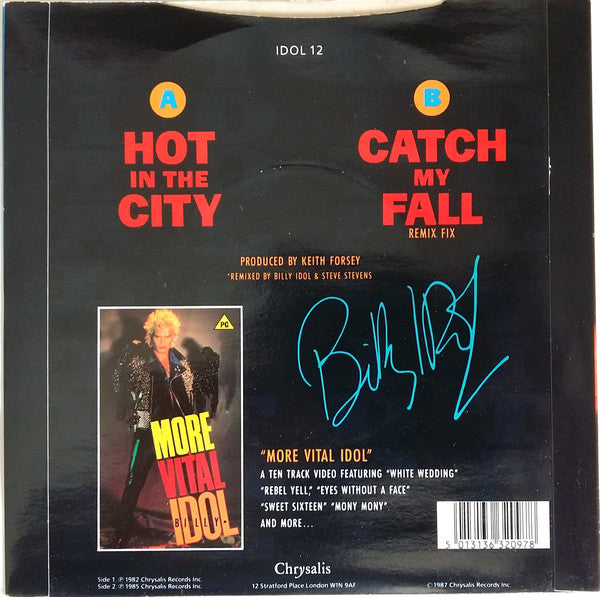 IDOL 12
A
HOT
IN THE
CITY
B
CATCH
MY
FALL
REMIX FIX
PRODUCED BY KEITH FORSEY
*REMIXED BY BILLY IDOL & STEVE STEVENS
Billy Idol
PG
MORE
VITAL
IDOL
BILLY
"MORE VITAL IDOL"
A TEN TRACK VIDEO FEATURING "WHITE WEDDING"
"REBEL YELL," "EYES WITHOUT A FACE"
"SWEET SIXTEEN" "MONY MONY"
AND MORE...
5 013136 320978
Side 1. ℗ 1982 Chrysalis Records Inc.
Side 2. ℗ 1985 Chrysalis Records Inc.
Chrysalis
12 Stratford Place London W1N 9AF
© 1987 Chrysalis Records Inc.